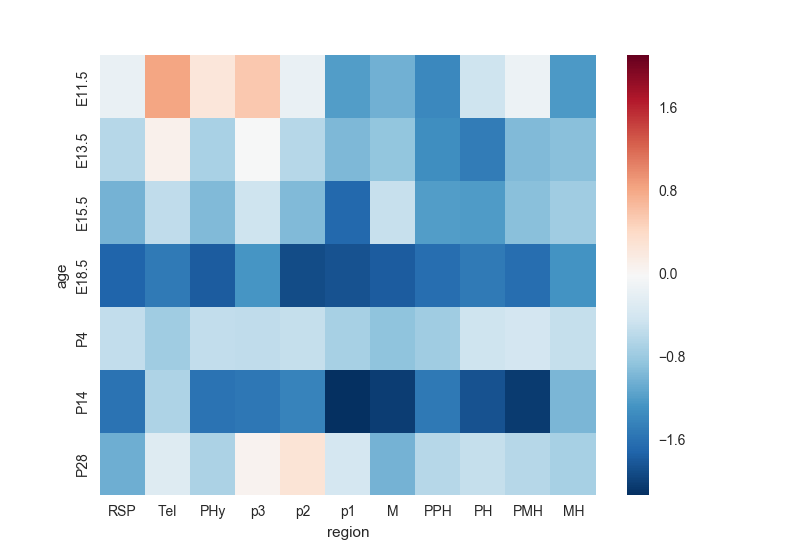 E11.5
E13.5
E15.5
E18.5
P4
P14
P28
age
RSP Tel PHy p3 p2 p1 M PPH PH PMH MH
region
1.6
0.8
0.0
−0.8
−1.6